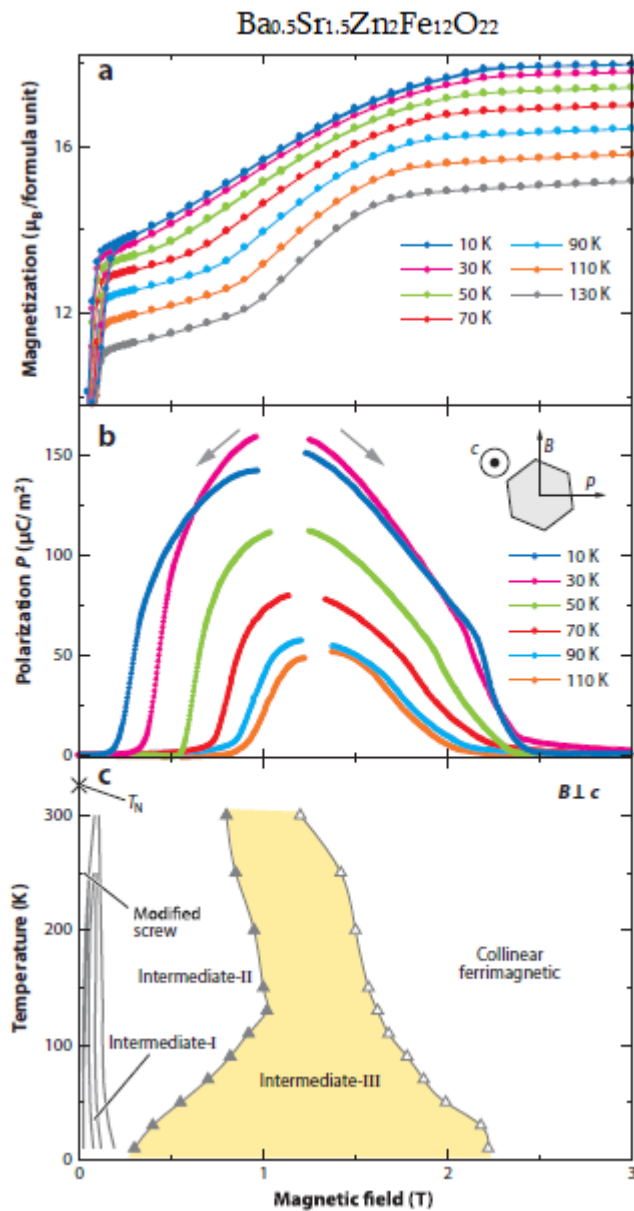 Ba0.5Sr1.5Zn2Fe12O22
a
Magnetization (μB/formula unit)
16
12
10 K
30 K
50 K
70 K
90 K
110 K
130 K
b
Polarization P (μC/ m²)
150
100
50
0
c
B
P
10 K
30 K
50 K
70 K
90 K
110 K
c
B ⊥ c
TN
Temperature (K)
300
200
100
0
Modified
screw
Intermediate-II
Intermediate-I
Intermediate-III
Collinear
ferrimagnetic
0
1
2
3
Magnetic field (T)